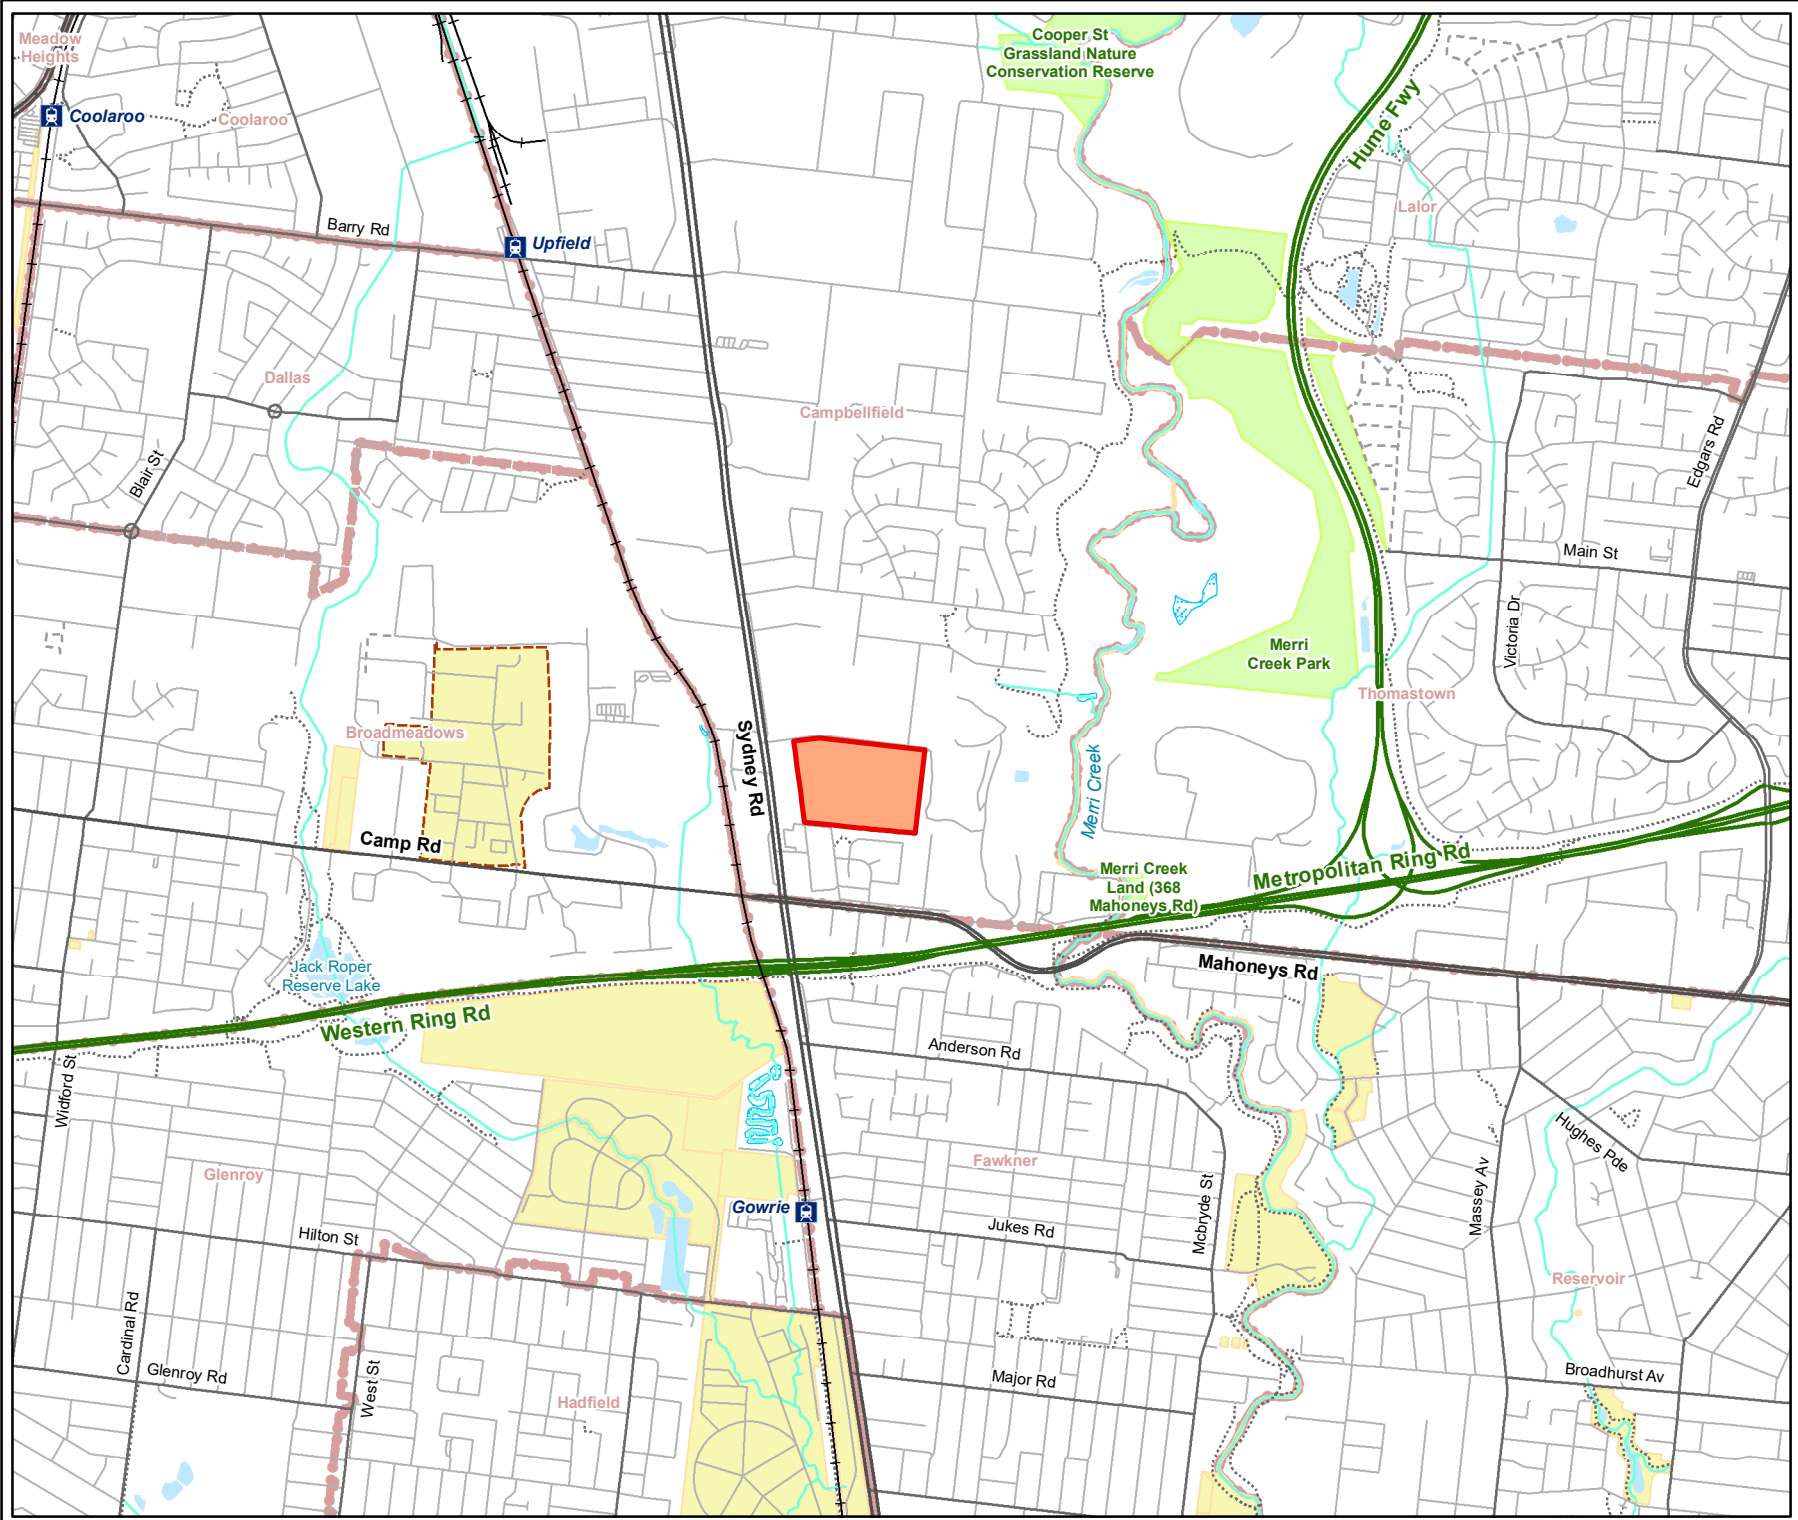 Meadow
Heights
Coolaroo
Coolaroo
Cooper St
Grassland Nature
Conservation Reserve
Hume Fwy
Lalor
Barry Rd
Upfield
Dallas
Campbellfield
Blair St
Edgars Rd
Main St
Victoria Dr
Merri
Creek Park
Thomastown
Broadmeadows
Sydney Rd
Merri Creek
Camp Rd
Metropolitan Ring Rd
Merri Creek
Land (368
Mahoneys Rd)
Jack Roper
Reserve Lake
Mahoneys Rd
Western Ring Rd
Anderson Rd
Widford St
Hughes Pde
Glenroy
Fawkner
Mcbryde St
Massey Av
Gowrie
Jukes Rd
Hilton St
Reservoir
Cardinal Rd
Glenroy Rd
West St
Major Rd
Broadhurst Av
Hadfield